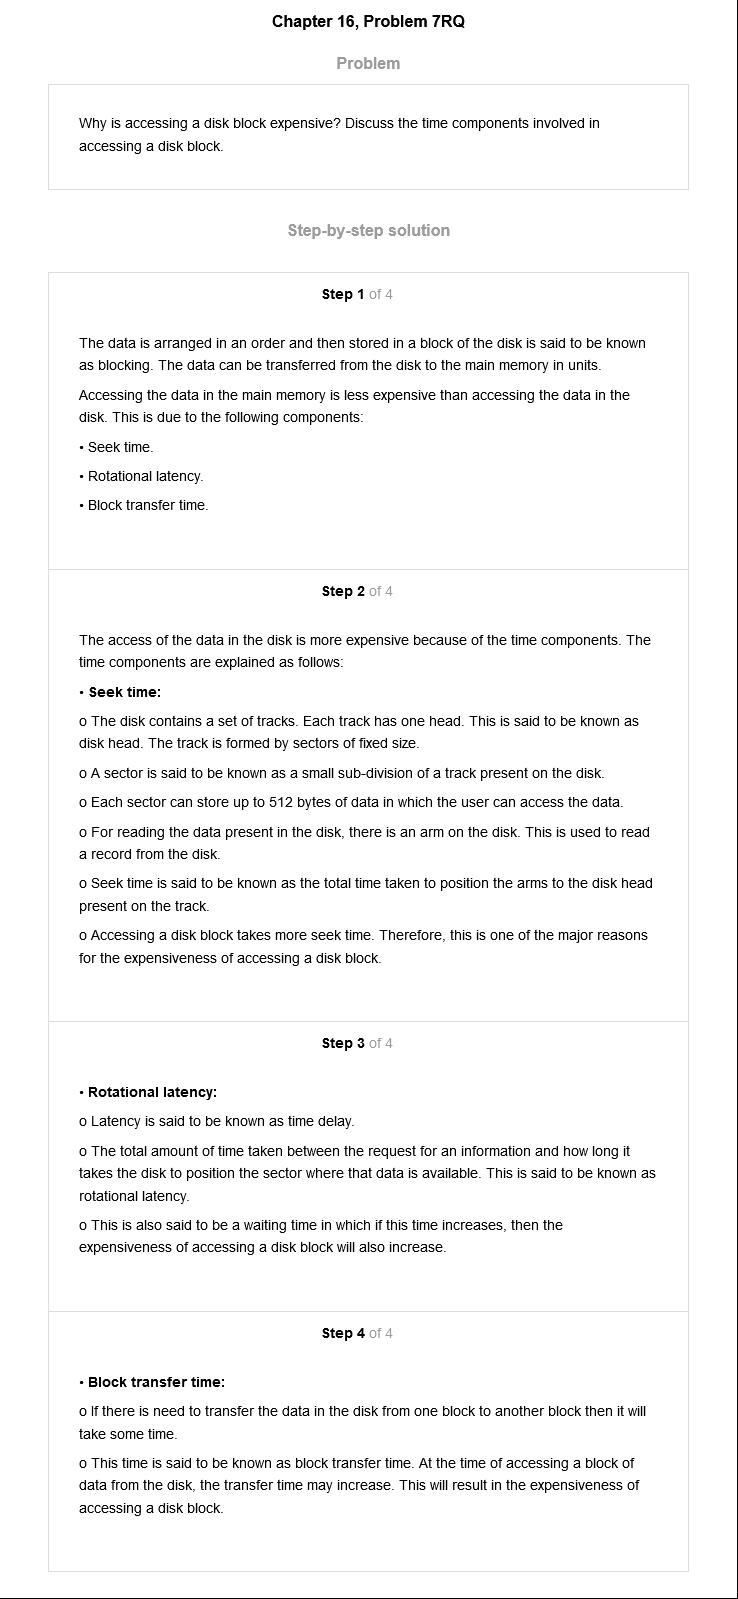 Chapter 16, Problem 7RQ
Problem
Why is accessing a disk block expensive? Discuss the time components involved in
accessing a disk block.
Step-by-step solution
Step 1 of 4
The data is arranged in an order and then stored in a block of the disk is said to be known
as blocking. The data can be transferred from the disk to the main memory in units.
Accessing the data in the main memory is less expensive than accessing the data in the
disk. This is due to the following components:
• Seek time.
• Rotational latency.
• Block transfer time.
Step 2 of 4
The access of the data in the disk is more expensive because of the time components. The
time components are explained as follows:
• Seek time:
o The disk contains a set of tracks. Each track has one head. This is said to be known as
disk head. The track is formed by sectors of fixed size.
o A sector is said to be known as a small sub-division of a track present on the disk.
o Each sector can store up to 512 bytes of data in which the user can access the data.
o For reading the data present in the disk, there is an arm on the disk. This is used to read
a record from the disk.
o Seek time is said to be known as the total time taken to position the arms to the disk head
present on the track.
o Accessing a disk block takes more seek time. Therefore, this is one of the major reasons
for the expensiveness of accessing a disk block.
Step 3 of 4
• Rotational latency:
o Latency is said to be known as time delay.
o The total amount of time taken between the request for an information and how long it
takes the disk to position the sector where that data is available. This is said to be known as
rotational latency.
o This is also said to be a waiting time in which if this time increases, then the
expensiveness of accessing a disk block will also increase.
Step 4 of 4
• Block transfer time:
o If there is need to transfer the data in the disk from one block to another block then it will
take some time.
o This time is said to be known as block transfer time. At the time of accessing a block of
data from the disk, the transfer time may increase. This will result in the expensiveness of
accessing a disk block.